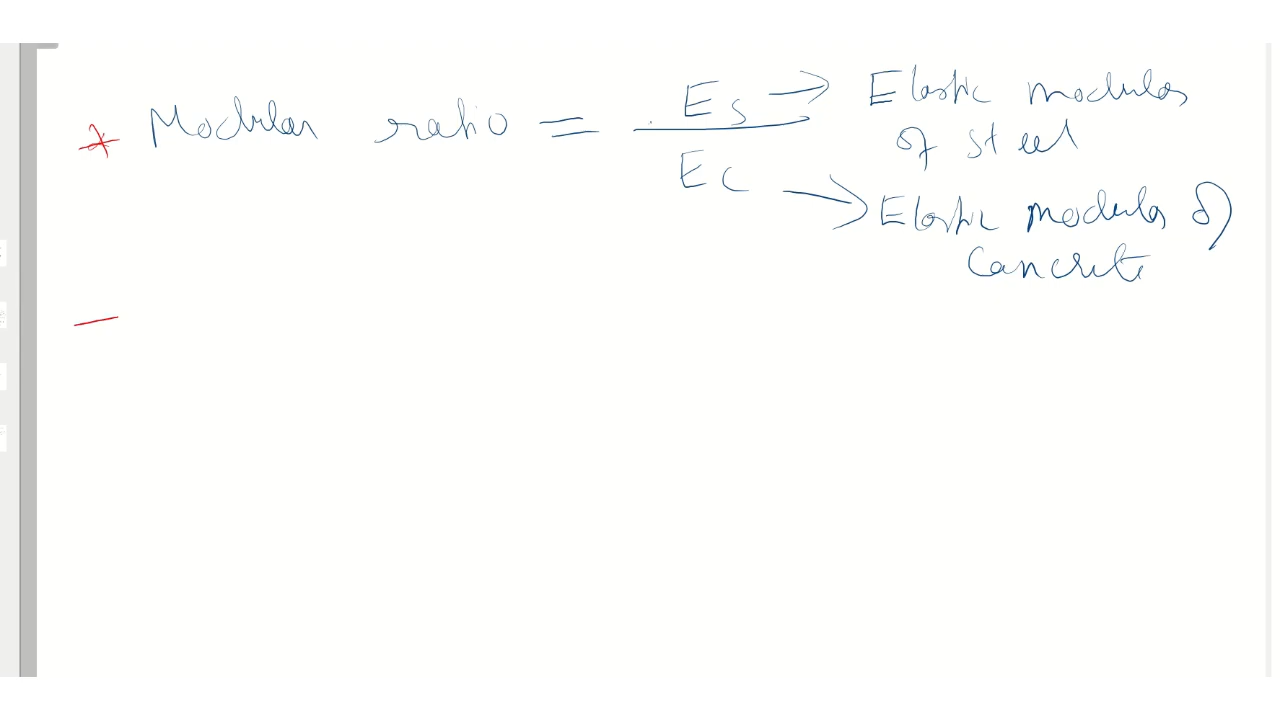 * Modular ratio = Es → Elastic modulus
of steel
Ec → Elastic modulus of
Concrete